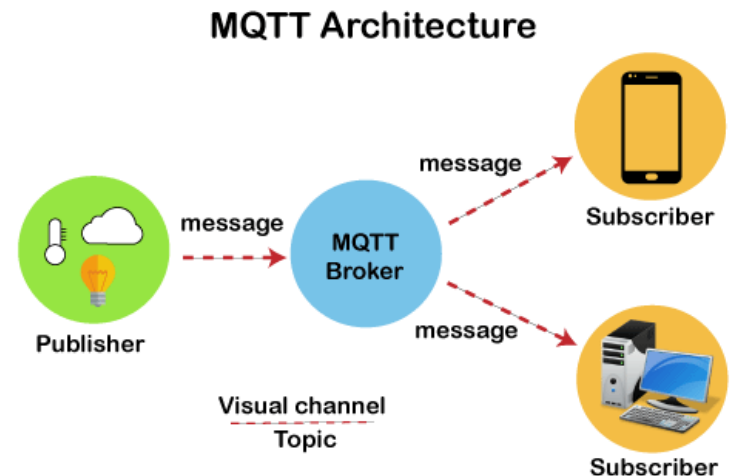 MQTT Architecture
message
Subscriber
message
MQTT
Broker
Publisher
message
Visual channel
Topic
Subscriber